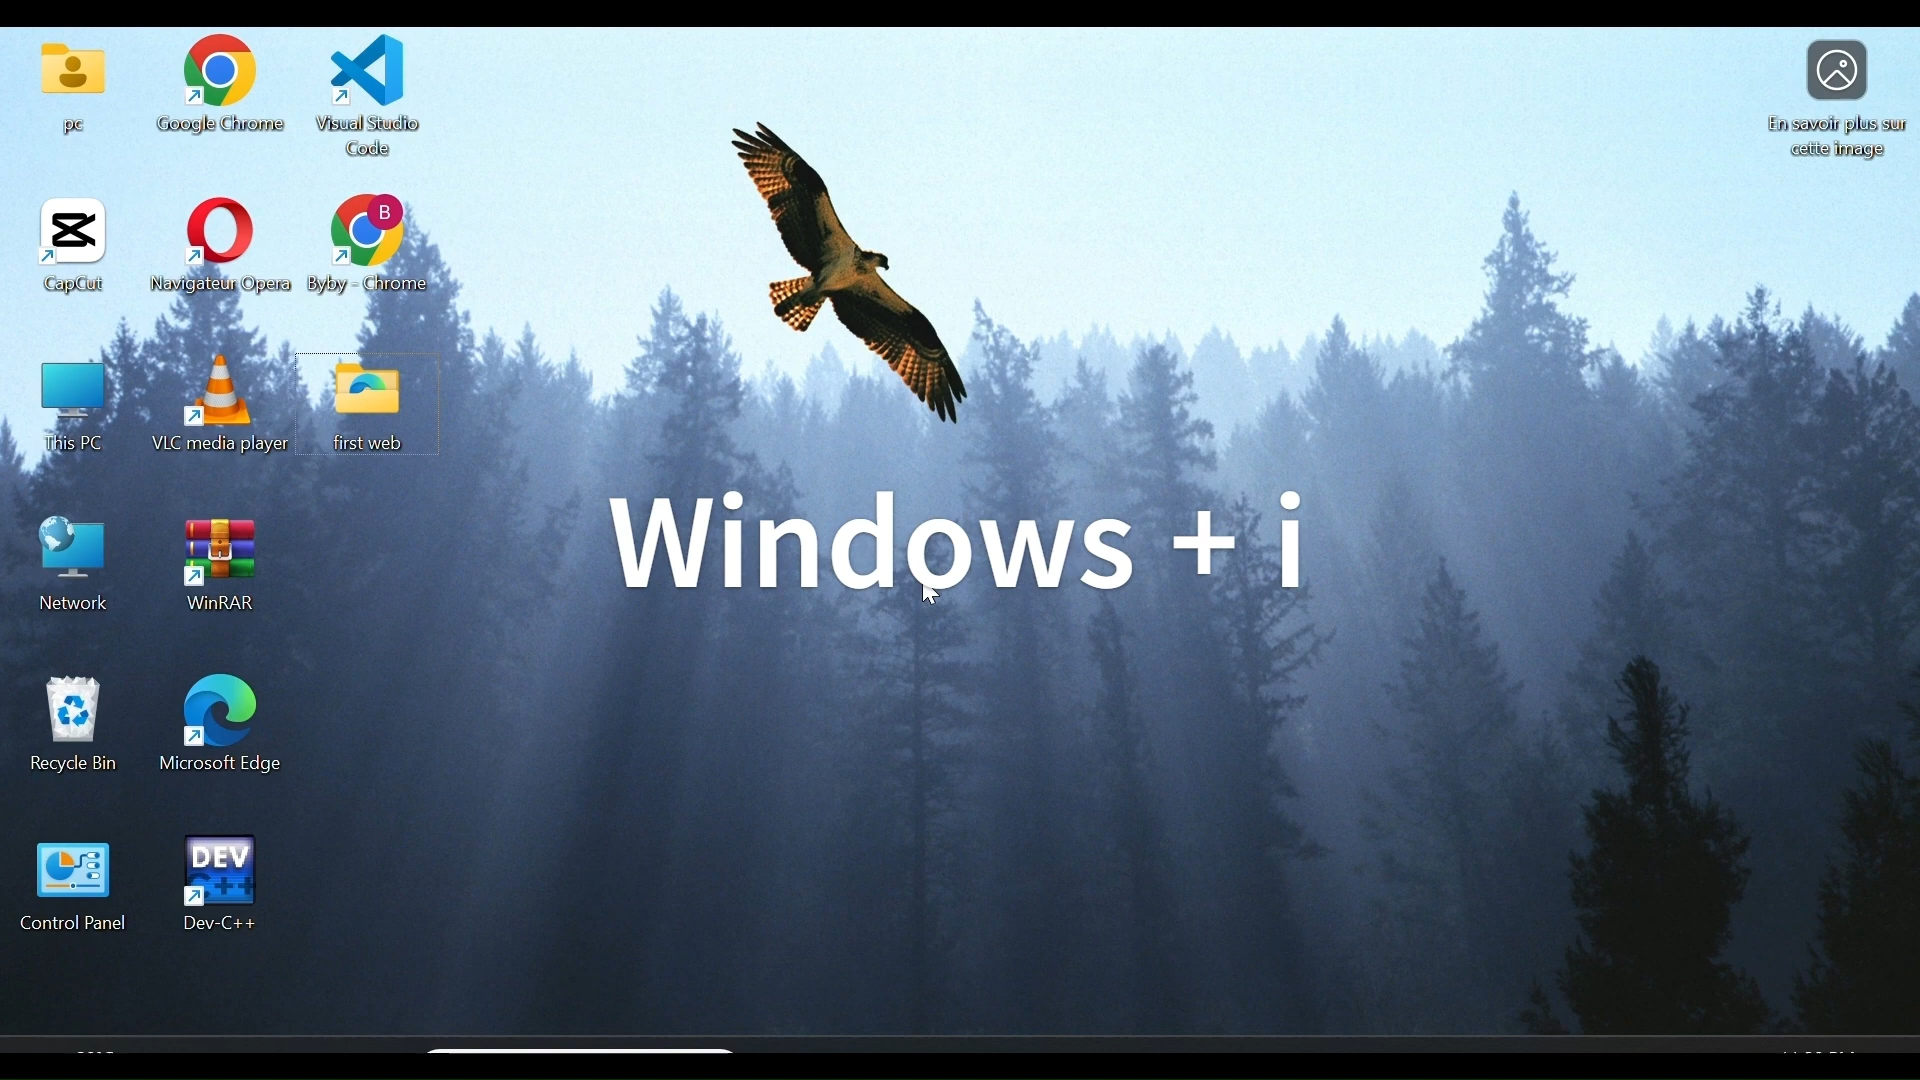 pc
Google Chrome
Visual Studio
Code
En savoir plus sur
cette image
CapCut
Navigateur Opera
B
Byby - Chrome
This PC
VLC media player
first web
Windows + i
Network
WinRAR
Recycle Bin
Microsoft Edge
DEV
C++
Control Panel
Dev-C++